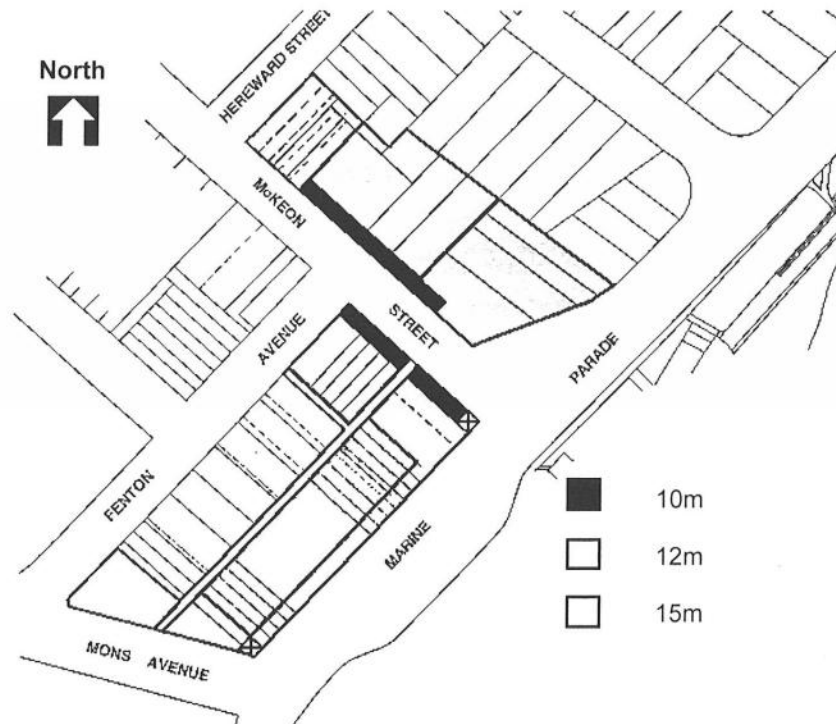 North
HEREWARD STREET
McKEON
STREET
AVENUE
PARADE
FENTON
MARINE
MONS AVENUE
10m
12m
15m